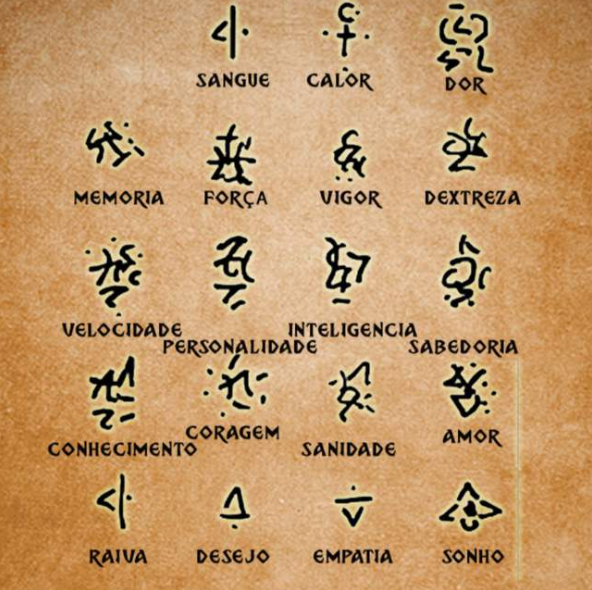 SANGUE CALOR DOR
MEMORIA FORÇA VIGOR DEXTREZA
VELOCIDADE PERSONALIDADE INTELIGENCIA SABEDORIA
CONHECIMENTO CORAGEM SANIDADE AMOR
RAIVA DESEJO EMPATIA SONHO